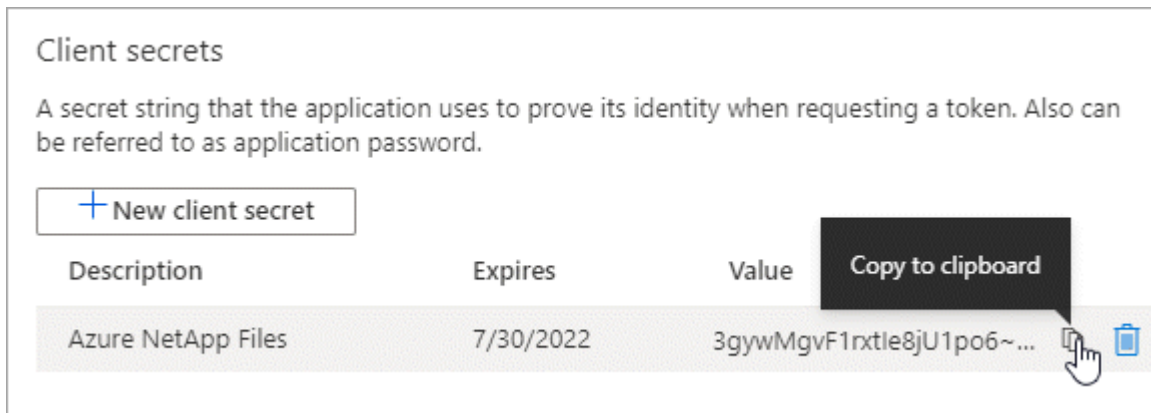 Client secrets
A secret string that the application uses to prove its identity when requesting a token. Also can
be referred to as application password.
New client secret
Description Expires Value Copy to clipboard
Azure NetApp Files 7/30/2022 3gywMgvF1rxtIe8jU1po6~...